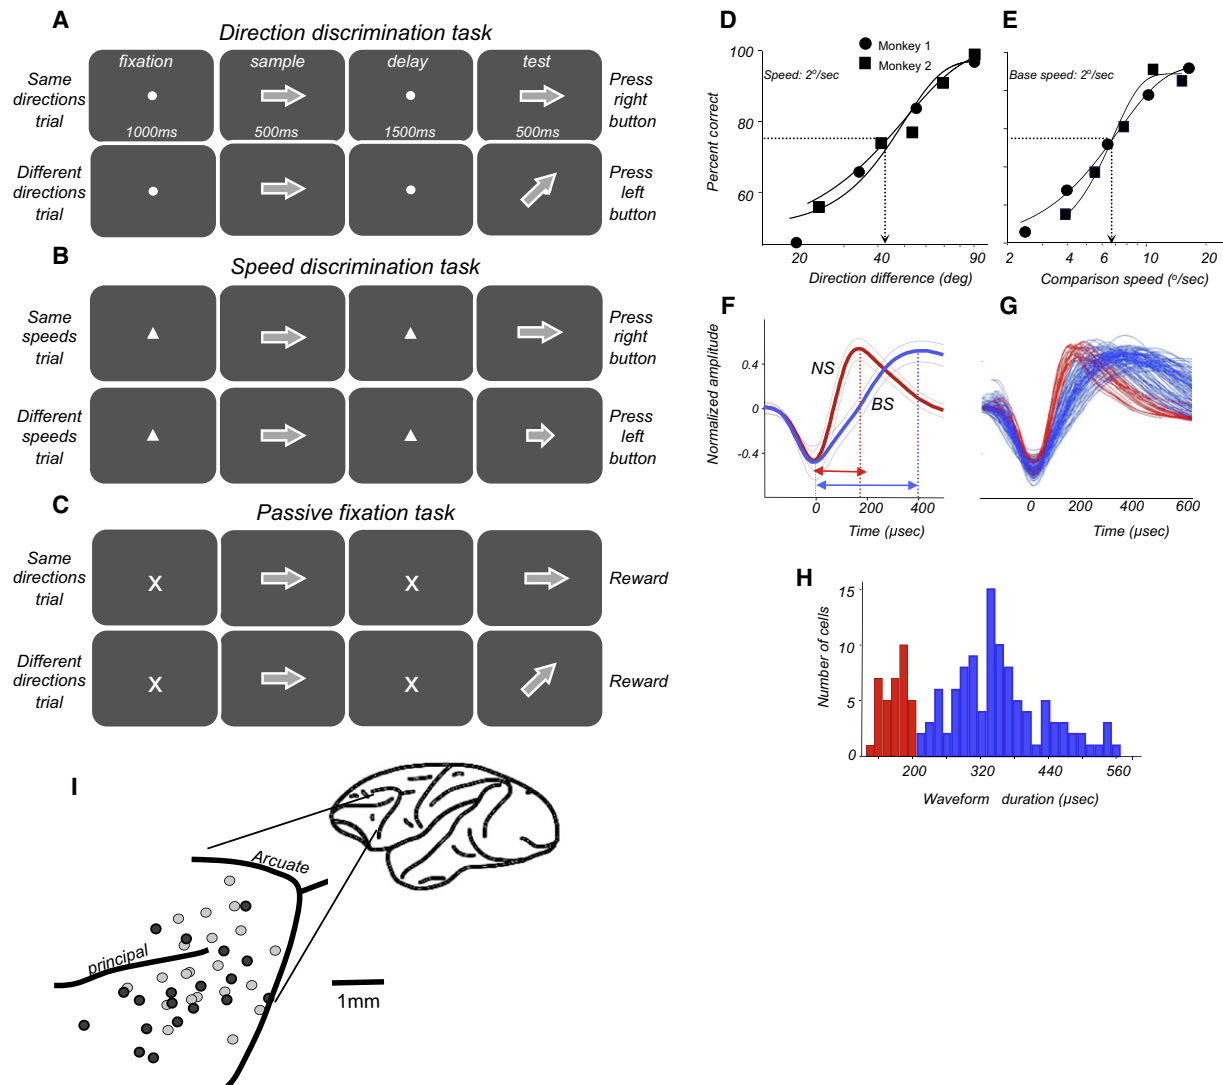 A
Direction discrimination task
Same directions trial
fixation
sample
delay
test
Press right button
1000ms
500ms
1500ms
500ms
Different directions trial
Press left button
B
Speed discrimination task
Same speeds trial
Press right button
Different speeds trial
Press left button
C
Passive fixation task
Same directions trial
X
X
Reward
Different directions trial
X
X
Reward
D
100
80
60
Percent correct
Speed: 2°/sec
Monkey 1
Monkey 2
20
40
90
Direction difference (deg)
E
Base speed: 2°/sec
2
4
6
10
20
Comparison speed (°/sec)
F
Normalized amplitude
0.4
0
-0.4
NS
BS
0
200
400
Time (μsec)
G
0
200
400
600
Time (μsec)
H
Number of cells
15
10
5
0
200
320
440
560
Waveform duration (μsec)
I
Arcuate
principal
1mm